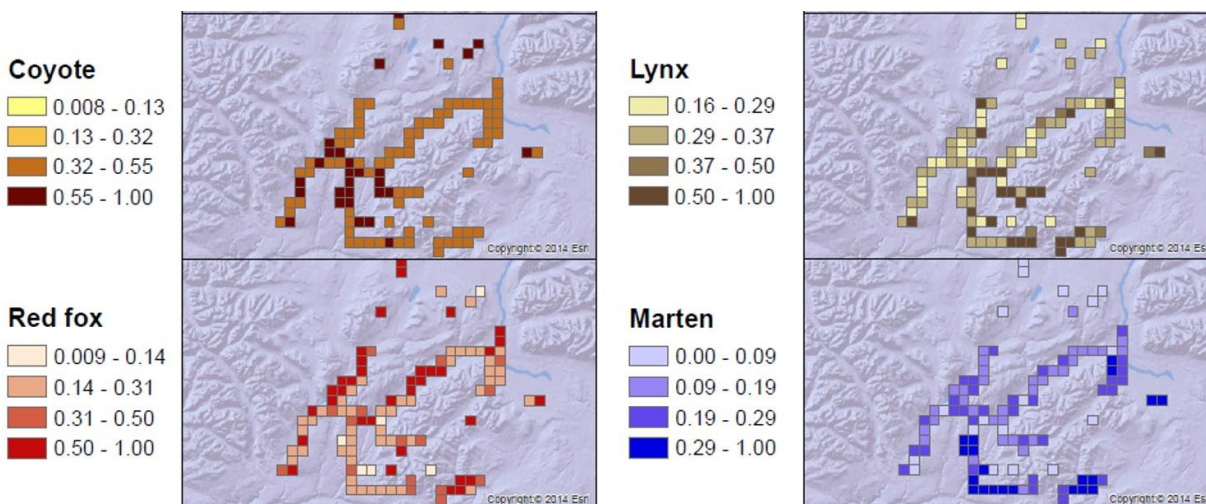 Coyote
0.008 - 0.13
0.13 - 0.32
0.32 - 0.55
0.55 - 1.00
Copyright:© 2014 Esri
Lynx
0.16 - 0.29
0.29 - 0.37
0.37 - 0.50
0.50 - 1.00
Copyright:© 2014 Esri
Red fox
0.009 - 0.14
0.14 - 0.31
0.31 - 0.50
0.50 - 1.00
Copyright:© 2014 Esri
Marten
0.00 - 0.09
0.09 - 0.19
0.19 - 0.29
0.29 - 1.00
Copyright:© 2014 Esri